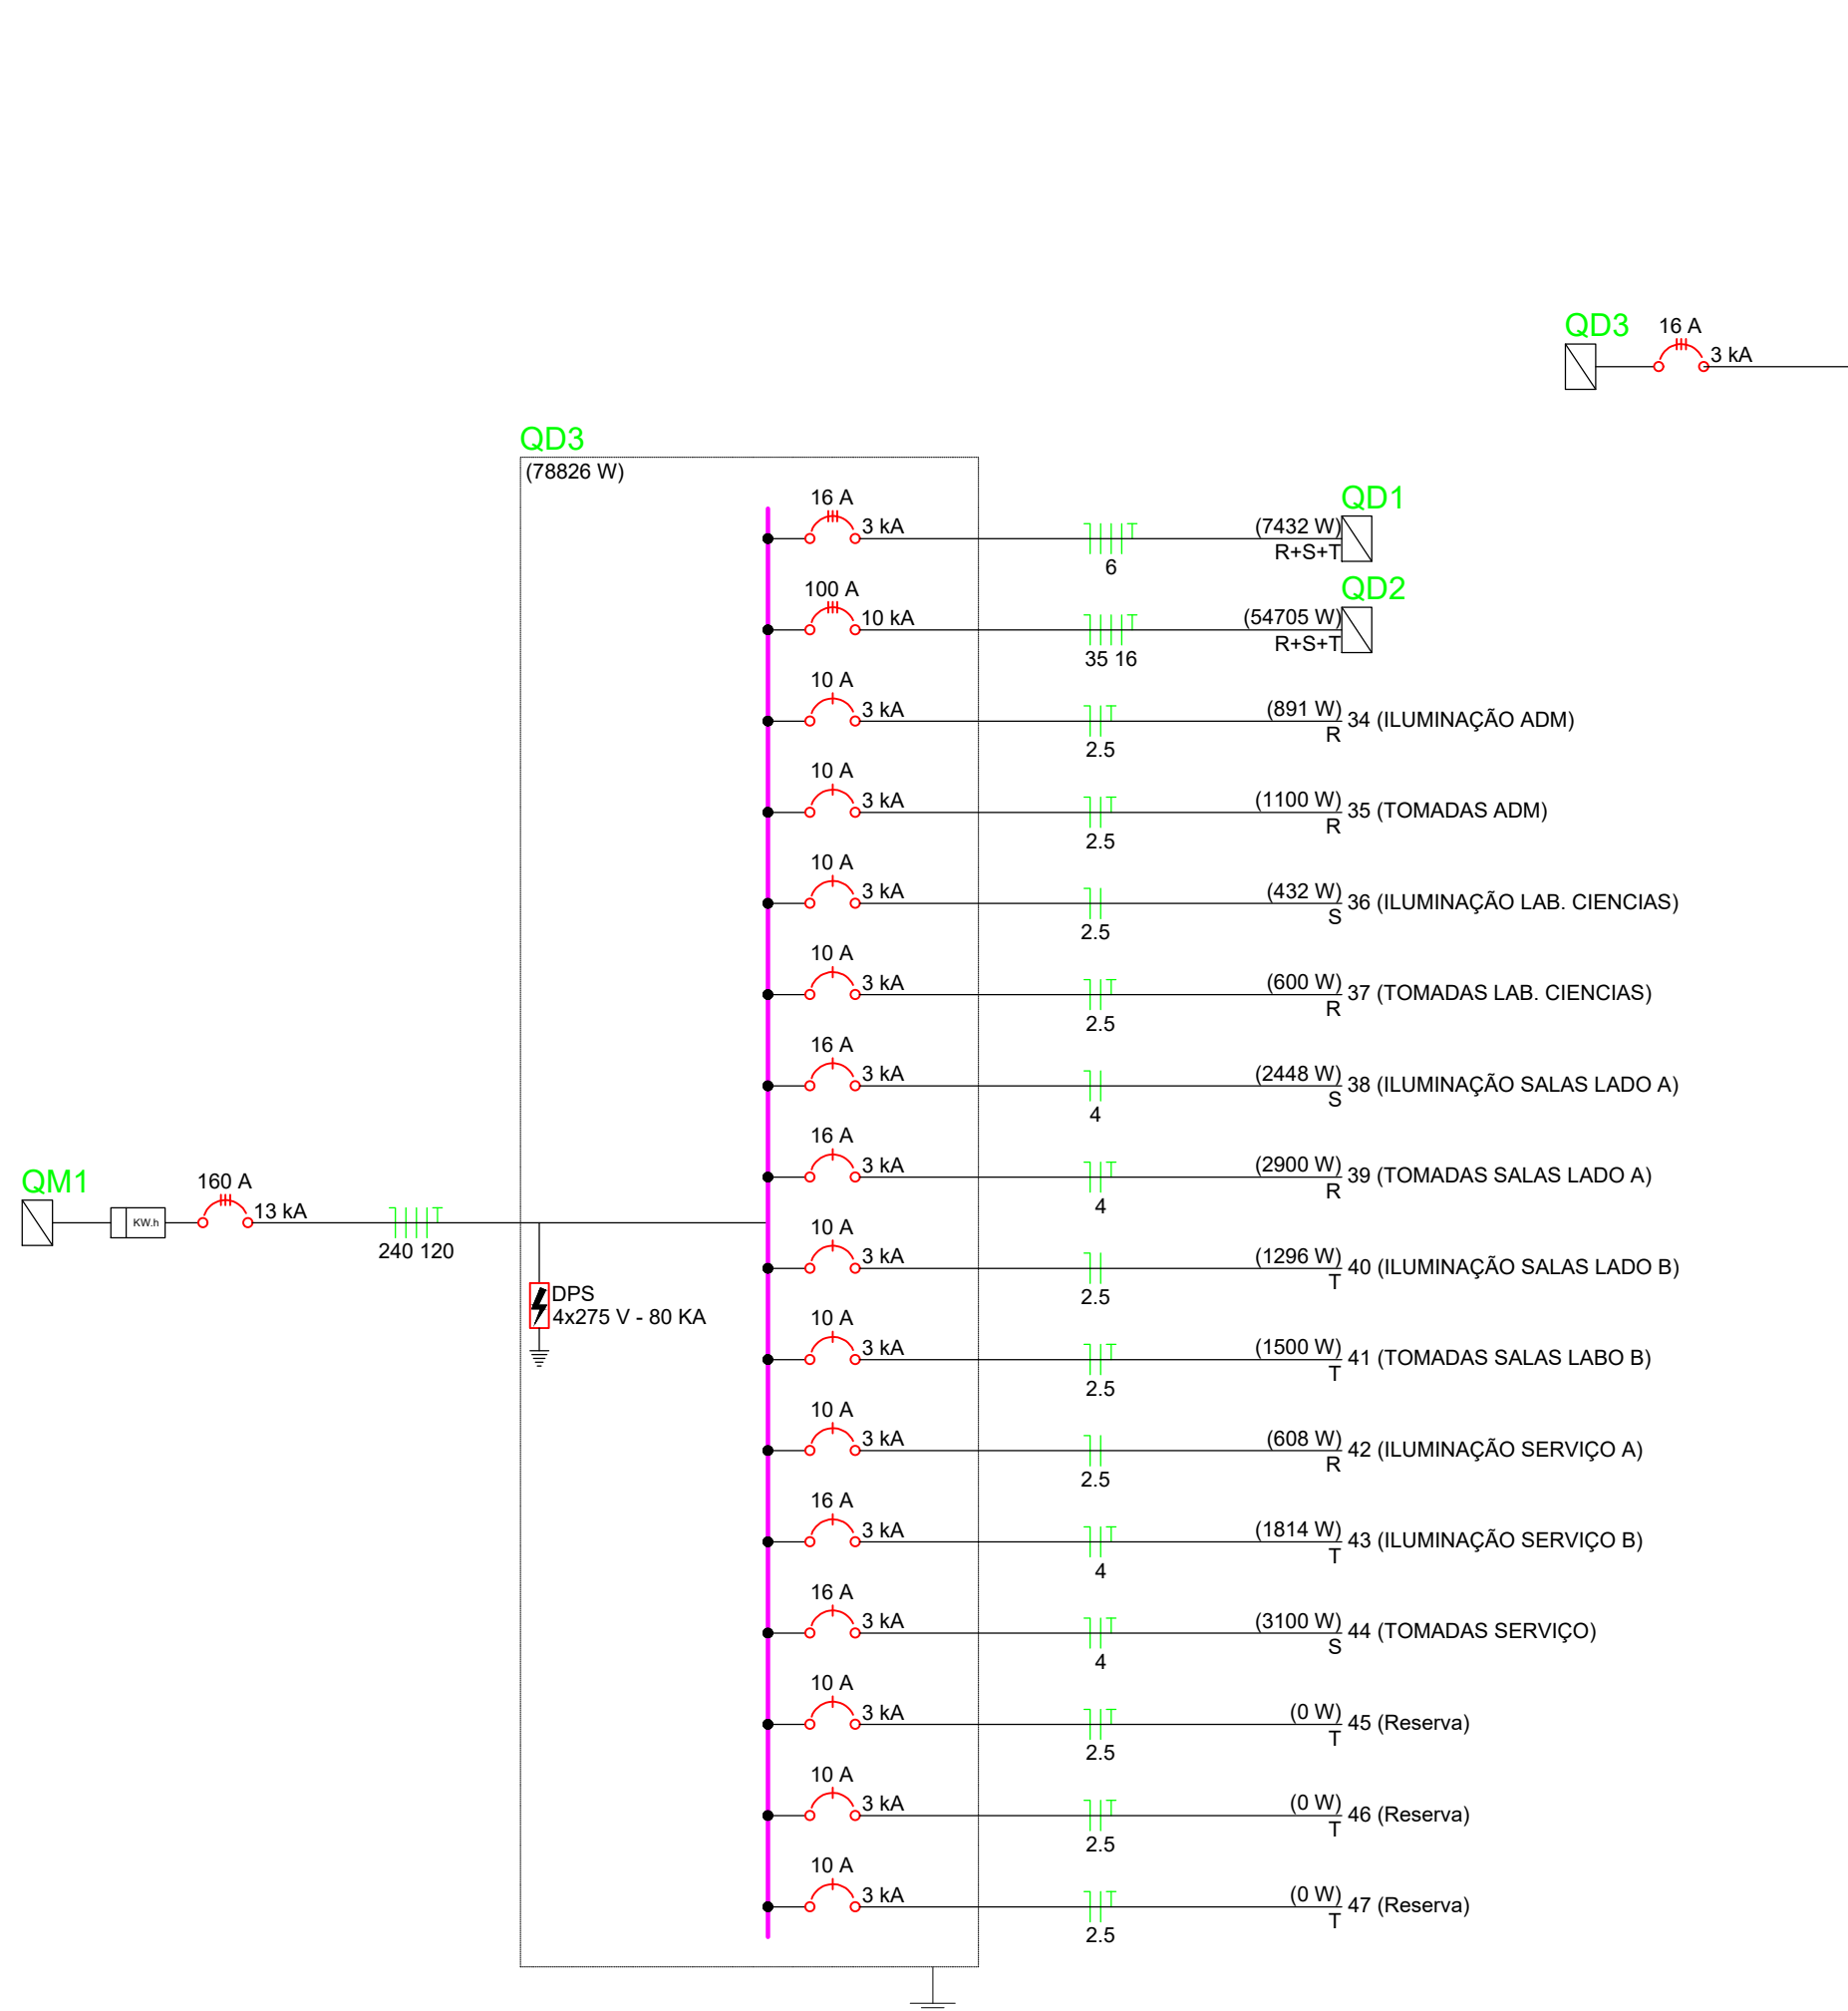 QD3
16 A
3 kA
QD3
(78826 W)
16 A
3 kA
6
(7432 W)
R+S+T
QD1
100 A
10 kA
35 16
(54705 W)
R+S+T
QD2
10 A
3 kA
2.5
(891 W)
R
34 (ILUMINAÇÃO ADM)
10 A
3 kA
2.5
(1100 W)
R
35 (TOMADAS ADM)
10 A
3 kA
2.5
(432 W)
S
36 (ILUMINAÇÃO LAB. CIENCIAS)
10 A
3 kA
2.5
(600 W)
R
37 (TOMADAS LAB. CIENCIAS)
16 A
3 kA
4
(2448 W)
S
38 (ILUMINAÇÃO SALAS LADO A)
16 A
3 kA
4
(2900 W)
R
39 (TOMADAS SALAS LADO A)
QM1
KW.h
160 A
13 kA
240 120
DPS
4x275 V - 80 KA
10 A
3 kA
2.5
(1296 W)
T
40 (ILUMINAÇÃO SALAS LADO B)
10 A
3 kA
2.5
(1500 W)
T
41 (TOMADAS SALAS LABO B)
10 A
3 kA
2.5
(608 W)
R
42 (ILUMINAÇÃO SERVIÇO A)
16 A
3 kA
4
(1814 W)
T
43 (ILUMINAÇÃO SERVIÇO B)
16 A
3 kA
4
(3100 W)
S
44 (TOMADAS SERVIÇO)
10 A
3 kA
2.5
(0 W)
T
45 (Reserva)
10 A
3 kA
2.5
(0 W)
T
46 (Reserva)
10 A
3 kA
2.5
(0 W)
T
47 (Reserva)